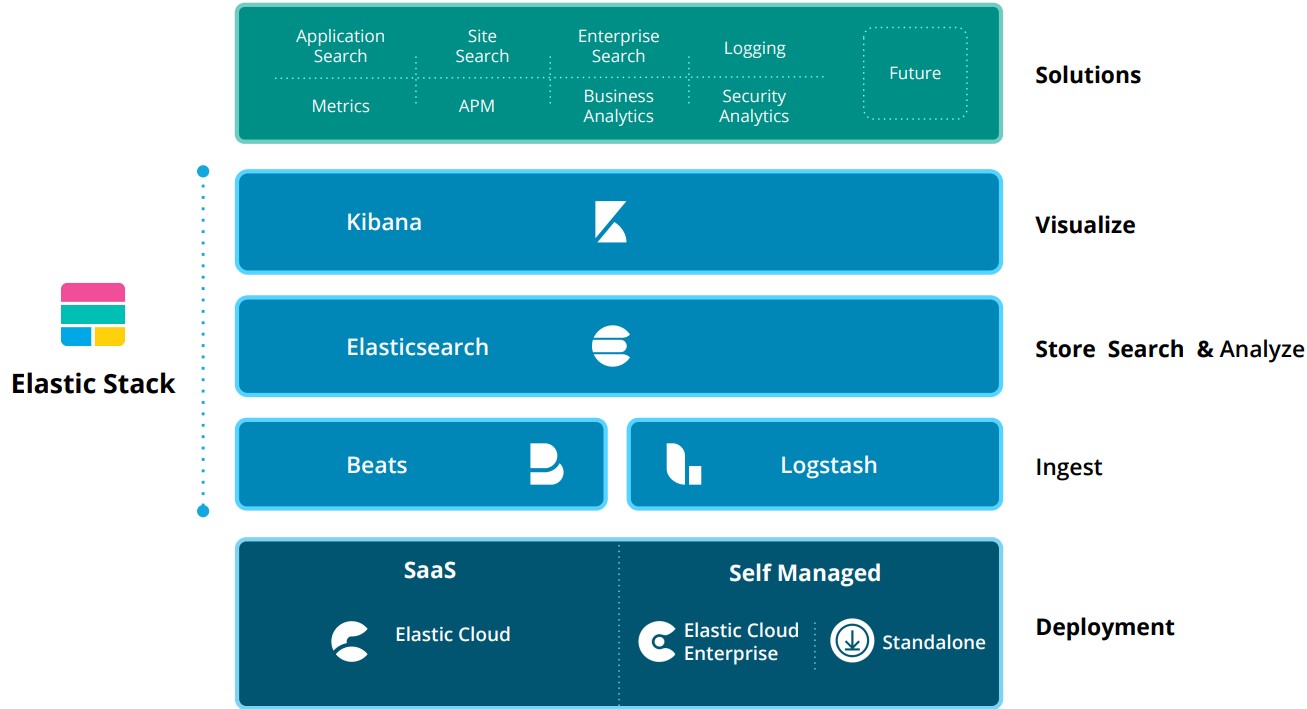 Application Search
Site Search
Enterprise Search
Logging
Metrics
APM
Business Analytics
Security Analytics
Future
Solutions
Kibana
Visualize
Elastic Stack
Elasticsearch
Store Search & Analyze
Beats
Logstash
Ingest
SaaS
Self Managed
Elastic Cloud
Elastic Cloud Enterprise
Standalone
Deployment